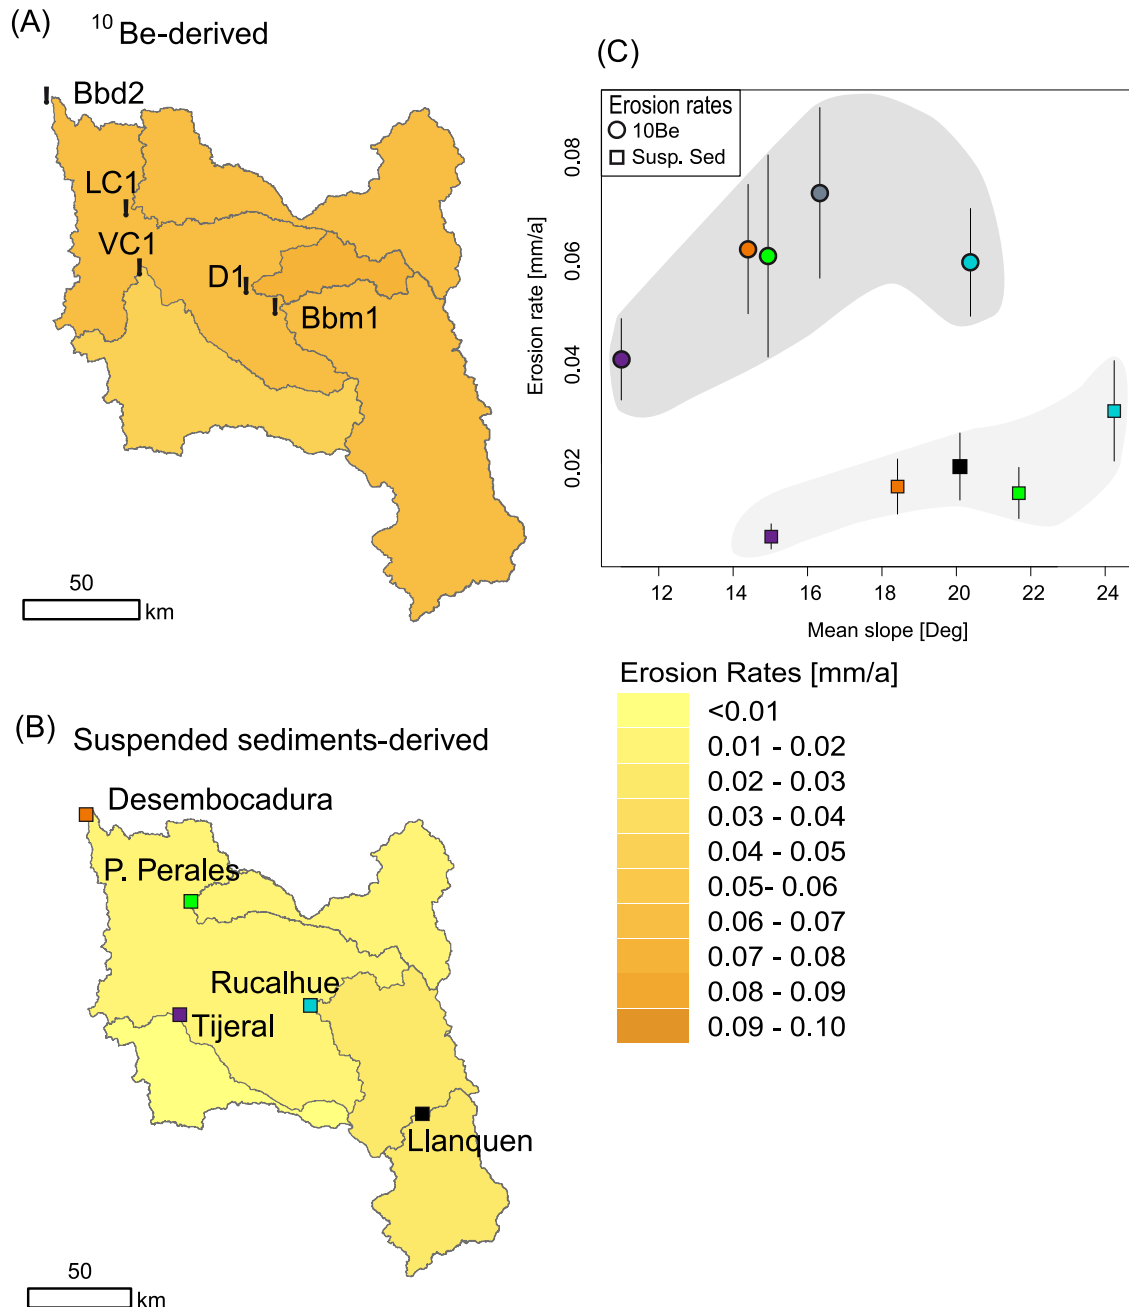 (A)
10 Be-derived
Bbd2
LC1
VC1
D1
Bbm1
50
km
(C)
Erosion rates
10Be
Susp. Sed
Erosion rate [mm/a]
0.08
0.06
0.04
0.02
12
14
16
18
20
22
24
Mean slope [Deg]
Erosion Rates [mm/a]
<0.01
0.01 - 0.02
0.02 - 0.03
0.03 - 0.04
0.04 - 0.05
0.05- 0.06
0.06 - 0.07
0.07 - 0.08
0.08 - 0.09
0.09 - 0.10
(B)
Suspended sediments-derived
Desembocadura
P. Perales
Rucalhue
Tijeral
Llanquen
50
km